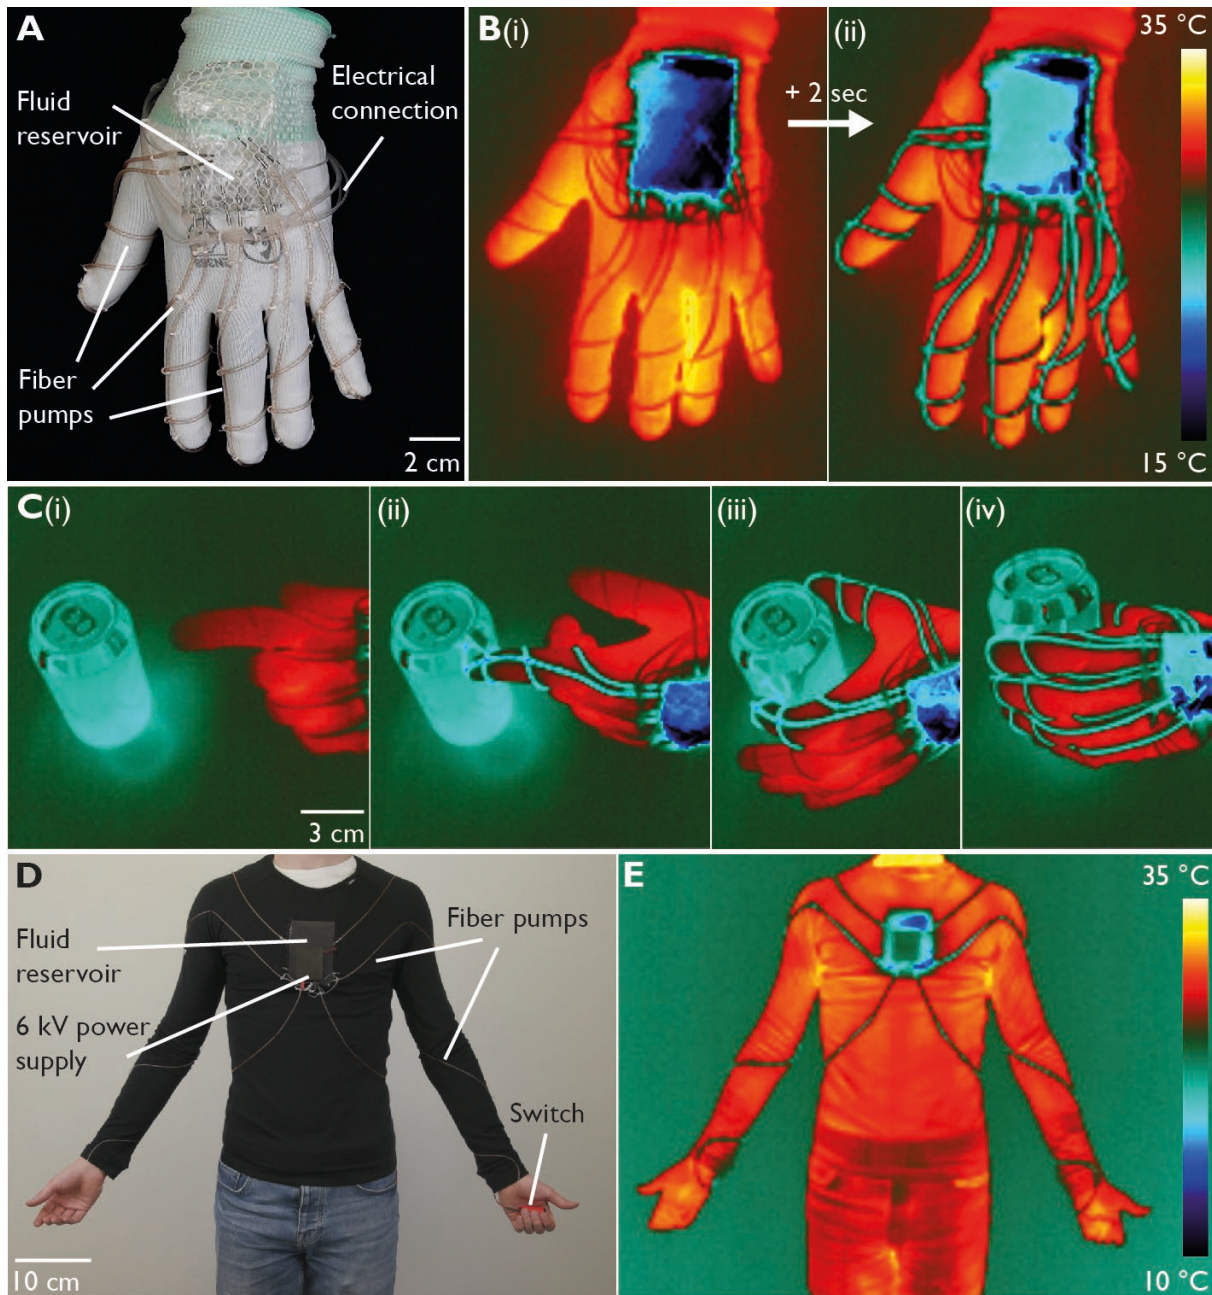 A
Fluid
reservoir
Electrical
connection
Fiber
pumps
2 cm
B(i)
+ 2 sec
(ii)
35 °C
15 °C
C(i)
(ii)
(iii)
(iv)
3 cm
D
Fluid
reservoir
Fiber pumps
6 kV power
supply
Switch
10 cm
E
35 °C
10 °C